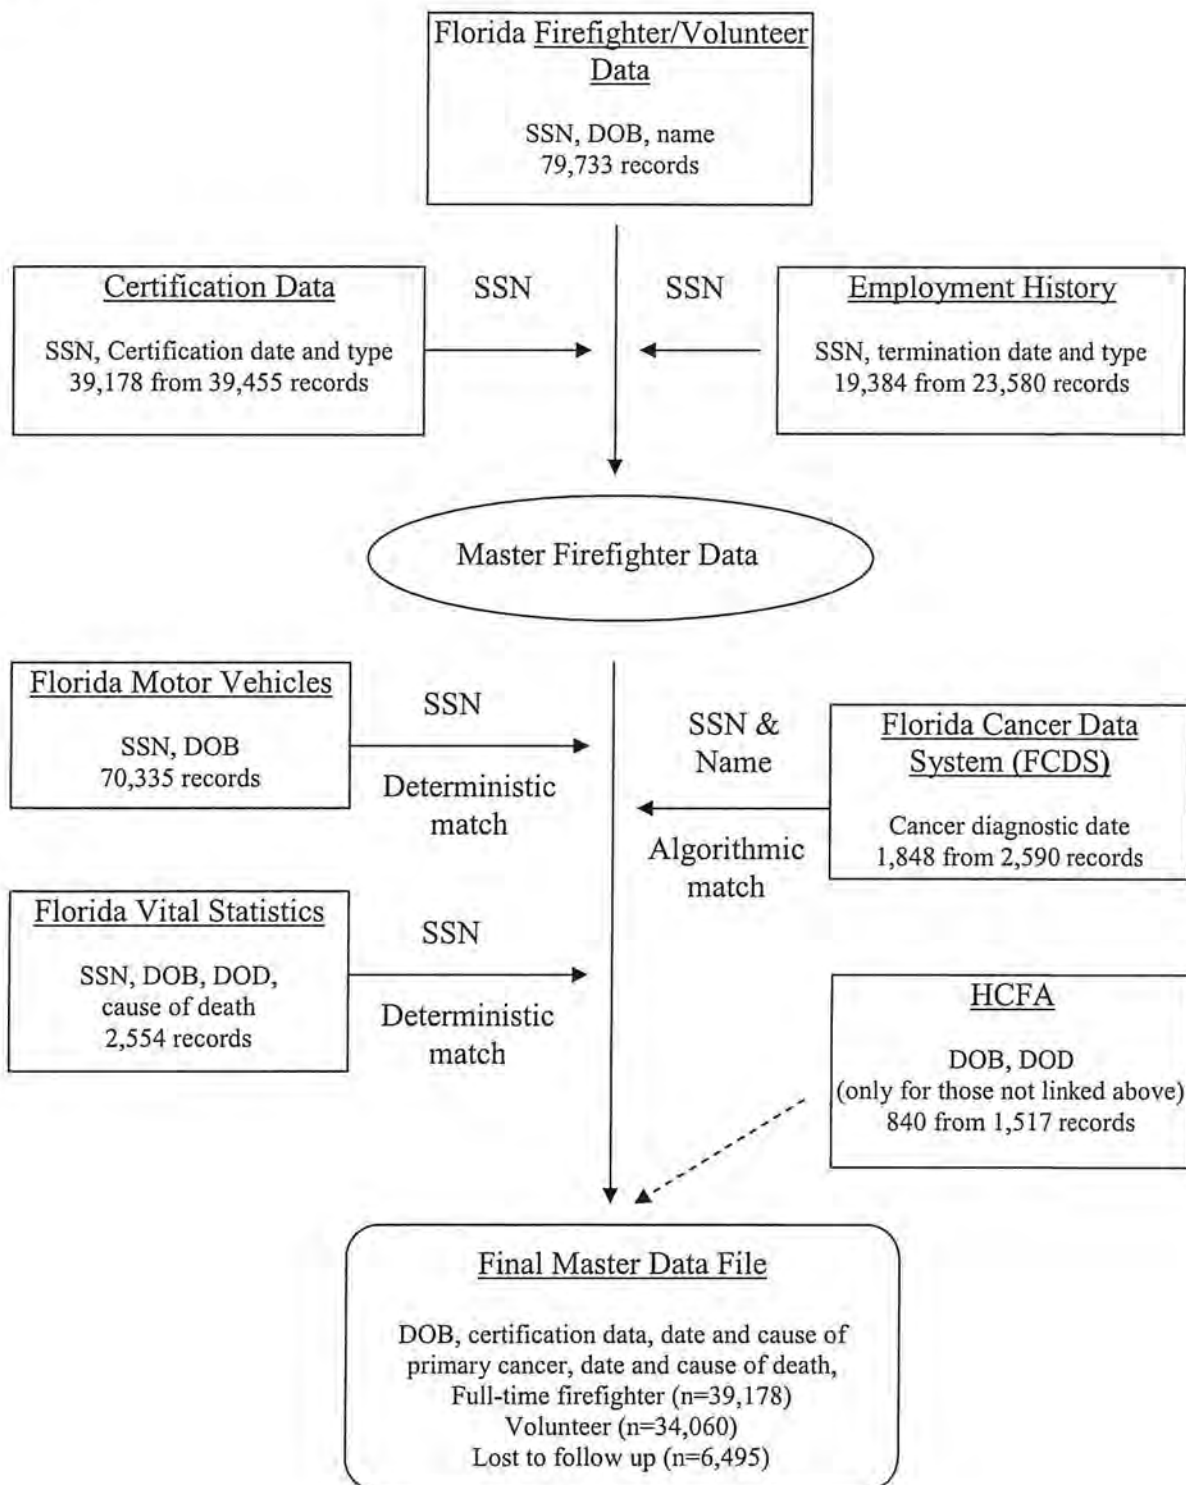 Florida Firefighter/Volunteer
Data
SSN, DOB, name
79,733 records
Certification Data
SSN, Certification date and type
39,178 from 39,455 records
SSN
SSN
Employment History
SSN, termination date and type
19,384 from 23,580 records
Master Firefighter Data
Florida Motor Vehicles
SSN, DOB
70,335 records
SSN
Deterministic
match
SSN &
Name
Algorithmic
match
Florida Cancer Data
System (FCDS)
Cancer diagnostic date
1,848 from 2,590 records
Florida Vital Statistics
SSN, DOB, DOD,
cause of death
2,554 records
SSN
Deterministic
match
HCFA
DOB, DOD
(only for those not linked above)
840 from 1,517 records
Final Master Data File
DOB, certification data, date and cause of
primary cancer, date and cause of death,
Full-time firefighter (n=39,178)
Volunteer (n=34,060)
Lost to follow up (n=6,495)